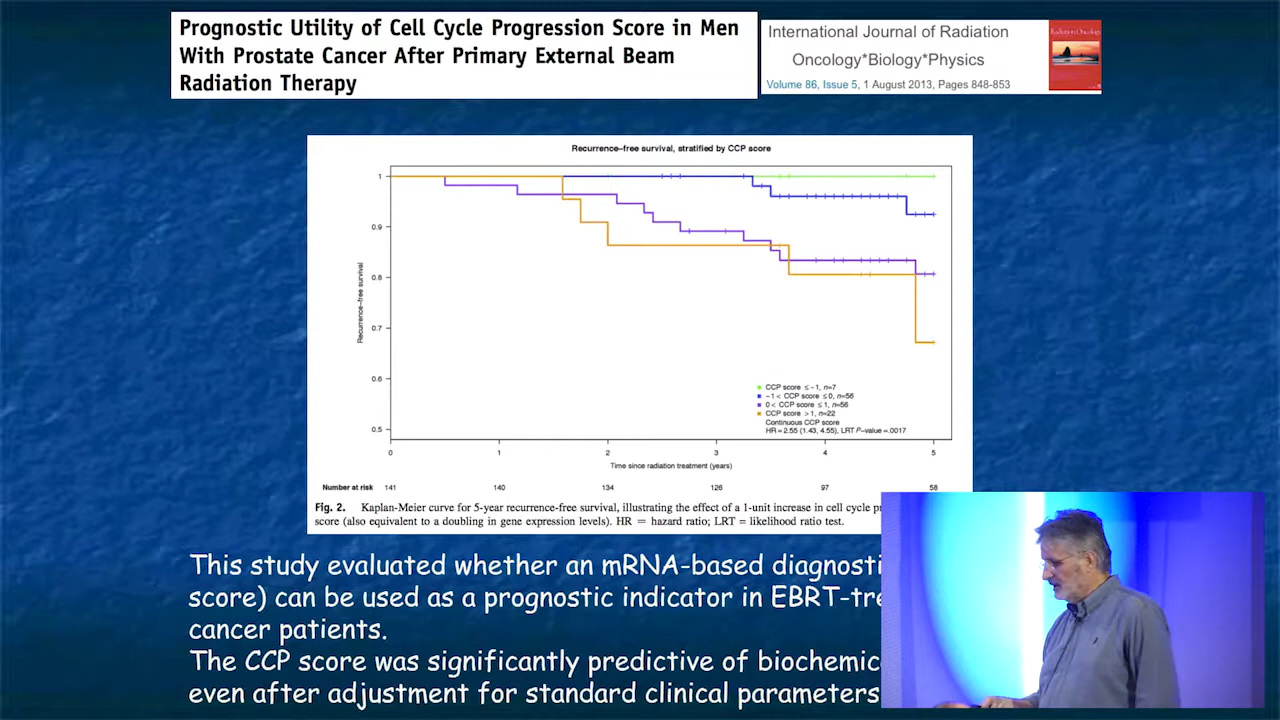 Prognostic Utility of Cell Cycle Progression Score in Men
With Prostate Cancer After Primary External Beam
Radiation Therapy
International Journal of Radiation
Oncology*Biology*Physics
Volume 86, Issue 5, 1 August 2013, Pages 848-853
Radiation Oncology
Recurrence-free survival, stratified by CCP score
1
0.9
0.8
0.7
0.6
0.5
Recurrence-free survival
CCP score ≤ -1, n=7
-1 < CCP score ≤ 0, n=56
0 < CCP score ≤ 1, n=56
CCP score > 1, n=22
Continuous CCP score
HR = 2.55 (1.43, 4.55), LRT P-value = .0017
0 1 2 3 4 5
Time since radiation treatment (years)
Number at risk 141 140 134 126 97 58
Fig. 2. Kaplan-Meier curve for 5-year recurrence-free survival, illustrating the effect of a 1-unit increase in cell cycle
score (also equivalent to a doubling in gene expression levels). HR = hazard ratio; LRT = likelihood ratio test.
This study evaluated whether an mRNA-based diagnosti
score) can be used as a prognostic indicator in EBRT-tre
cancer patients.
The CCP score was significantly predictive of biochemic
even after adjustment for standard clinical parameters